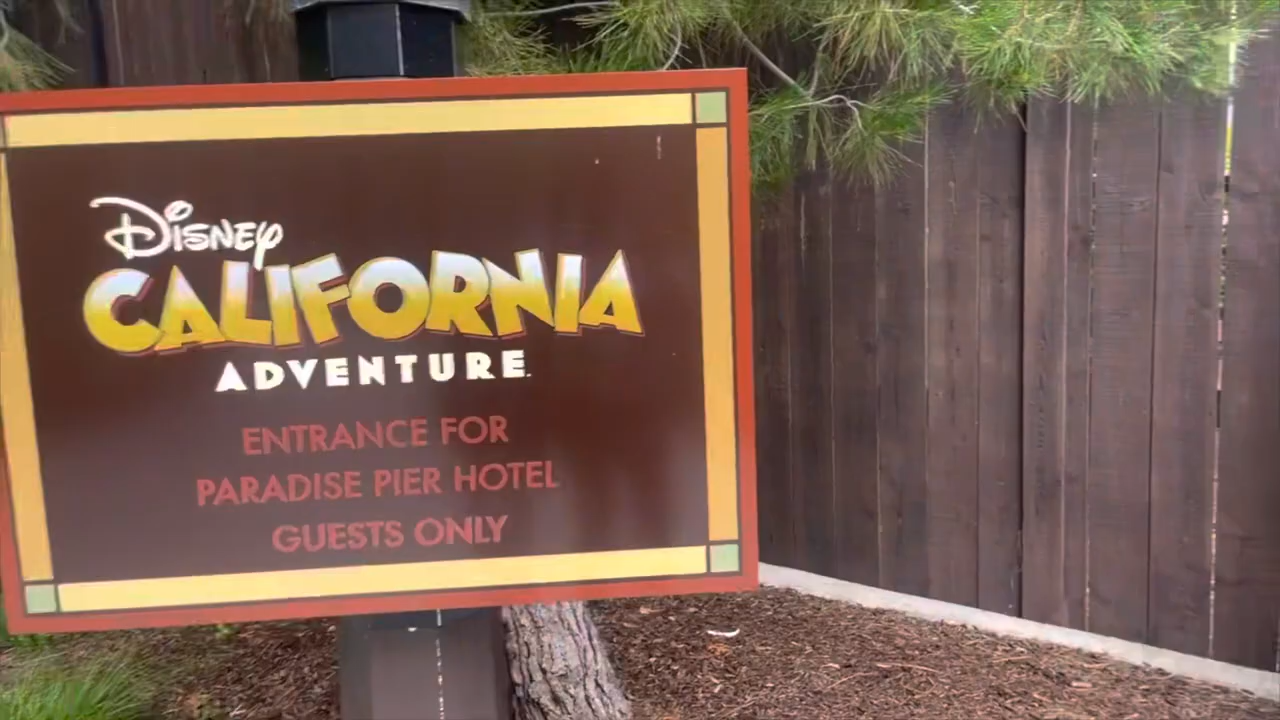 Disney
CALIFORNIA
ADVENTURE
ENTRANCE FOR
PARADISE PIER HOTEL
GUESTS ONLY